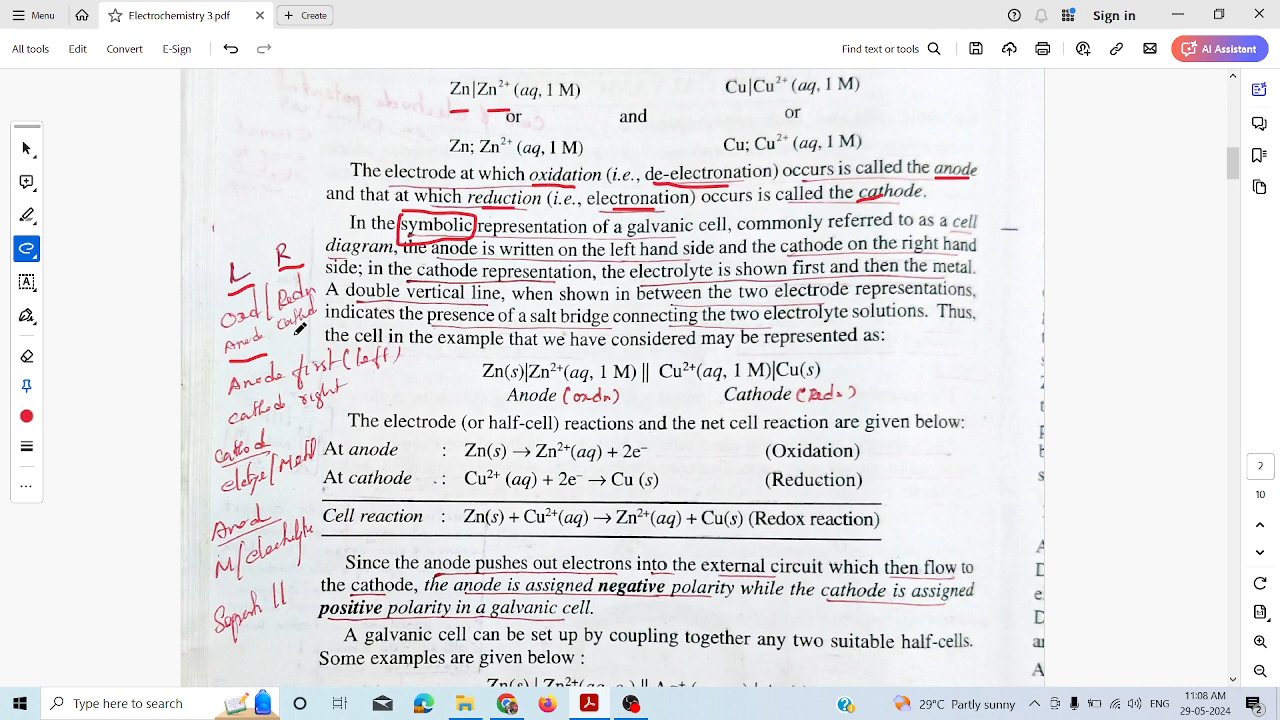 Menu
Electrochemistry 3.pdf
Create
Sign in
All tools Edit Convert E-Sign
Find text or tools
AI Assistant
Zn|Zn²⁺ (aq, 1 M) Cu|Cu²⁺ (aq, 1 M)
or and or
Zn; Zn²⁺ (aq, 1 M) Cu; Cu²⁺ (aq, 1 M)
The electrode at which oxidation (i.e., de-electronation) occurs is called the anode
and that at which reduction (i.e., electronation) occurs is called the cathode.
In the symbolic representation of a galvanic cell, commonly referred to as a cell
diagram, the anode is written on the left hand side and the cathode on the right hand
side; in the cathode representation, the electrolyte is shown first and then the metal.
A double vertical line, when shown in between the two electrode representations,
indicates the presence of a salt bridge connecting the two electrolyte solutions. Thus,
the cell in the example that we have considered may be represented as:
L R
Oxd/Redn
Anode Cathod
Anode first (left)
cathode right
Zn(s)|Zn²⁺(aq, 1 M) || Cu²⁺(aq, 1 M)|Cu(s)
Anode (oxdn) Cathode (Redn)
The electrode (or half-cell) reactions and the net cell reaction are given below:
Cathod
At anode : Zn(s) → Zn²⁺(aq) + 2e⁻ (Oxidation)
At cathode : Cu²⁺ (aq) + 2e⁻ → Cu (s) (Reduction)
Anod
Cell reaction : Zn(s) + Cu²⁺(aq) → Zn²⁺(aq) + Cu(s) (Redox reaction)
Since the anode pushes out electrons into the external circuit which then flow to
the cathode, the anode is assigned negative polarity while the cathode is assigned
positive polarity in a galvanic cell.
A galvanic cell can be set up by coupling together any two suitable half-cells.
Some examples are given below :
2
10
Type here to search
29°C Partly sunny
ENG
11:08 AM
29-05-2024
2